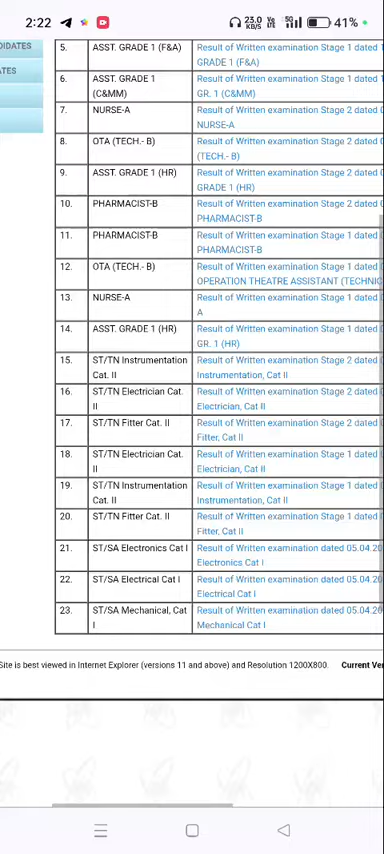 2:22
23.0 KB/S
Vo LTE
5G
41%
DIDATES
ATES
5. ASST. GRADE 1 (F&A) Result of Written examination Stage 1 dated
GRADE 1 (F&A)
6. ASST. GRADE 1 (C&MM) Result of Written examination Stage 1 dated
GR. 1 (C&MM)
7. NURSE-A Result of Written examination Stage 2 dated
NURSE-A
8. OTA (TECH.- B) Result of Written examination Stage 2 dated
(TECH.- B)
9. ASST. GRADE 1 (HR) Result of Written examination Stage 2 dated
GRADE 1 (HR)
10. PHARMACIST-B Result of Written examination Stage 2 dated
PHARMACIST-B
11. PHARMACIST-B Result of Written examination Stage 1 dated
PHARMACIST-B
12. OTA (TECH.- B) Result of Written examination Stage 1 dated
OPERATION THEATRE ASSISTANT (TECHNIC
13. NURSE-A Result of Written examination Stage 1 dated
A
14. ASST. GRADE 1 (HR) Result of Written examination Stage 1 dated
GR. 1 (HR)
15. ST/TN Instrumentation Result of Written examination Stage 2 dated
Cat. II Instrumentation, Cat II
16. ST/TN Electrician Cat. Result of Written examination Stage 2 dated
II Electrician, Cat II
17. ST/TN Fitter Cat. II Result of Written examination Stage 2 dated
Fitter, Cat II
18. ST/TN Electrician Cat. Result of Written examination Stage 1 dated
II Electrician, Cat II
19. ST/TN Instrumentation Result of Written examination Stage 1 dated
Cat. II Instrumentation, Cat II
20. ST/TN Fitter Cat. II Result of Written examination Stage 1 dated
Fitter, Cat II
21. ST/SA Electronics Cat I Result of Written examination dated 05.04.20
Electronics Cat I
22. ST/SA Electrical Cat I Result of Written examination dated 05.04.20
Electrical Cat I
23. ST/SA Mechanical, Cat Result of Written examination dated 05.04.20
I Mechanical Cat I
Site is best viewed in Internet Explorer (versions 11 and above) and Resolution 1200X800. Current Ver